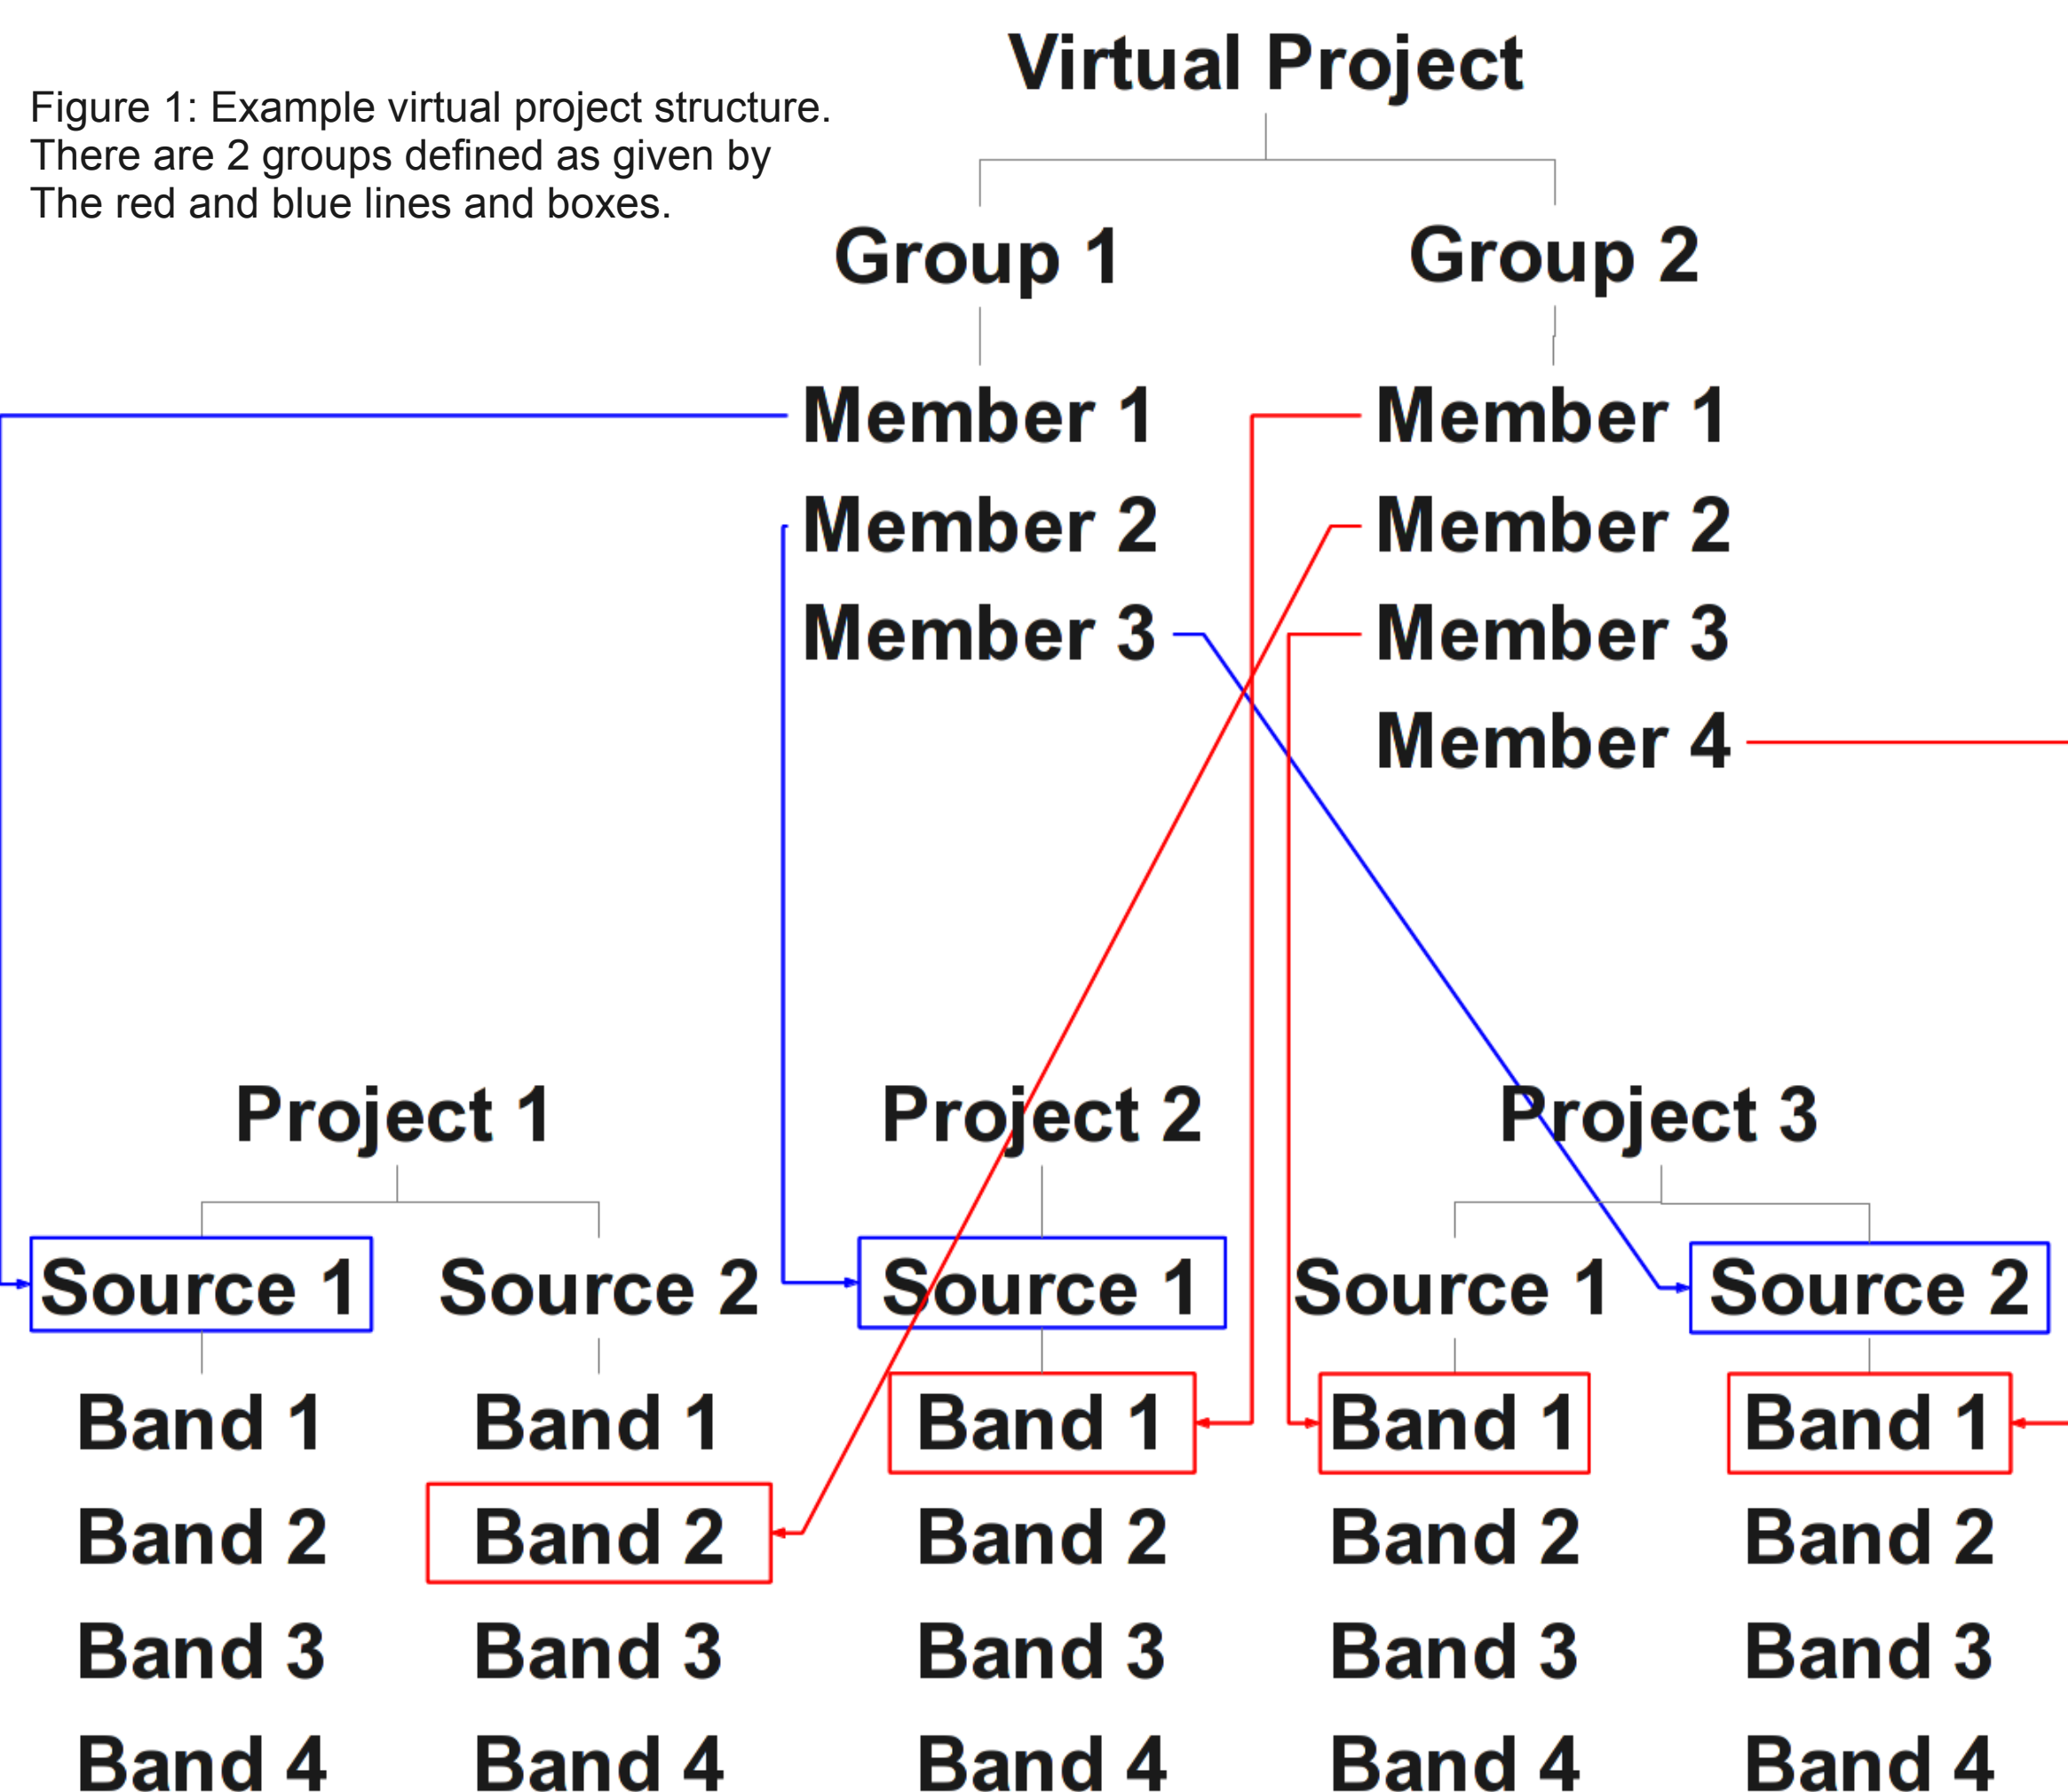 Virtual Project
Figure 1: Example virtual project structure.
There are 2 groups defined as given by
The red and blue lines and boxes.
Group 1 Group 2
Member 1 Member 1
Member 2 Member 2
Member 3 Member 3
Member 4
Project 1 Project 2 Project 3
Source 1 Source 2 Source 1 Source 1 Source 2
Band 1 Band 1 Band 1 Band 1 Band 1
Band 2 Band 2 Band 2 Band 2 Band 2
Band 3 Band 3 Band 3 Band 3 Band 3
Band 4 Band 4 Band 4 Band 4 Band 4